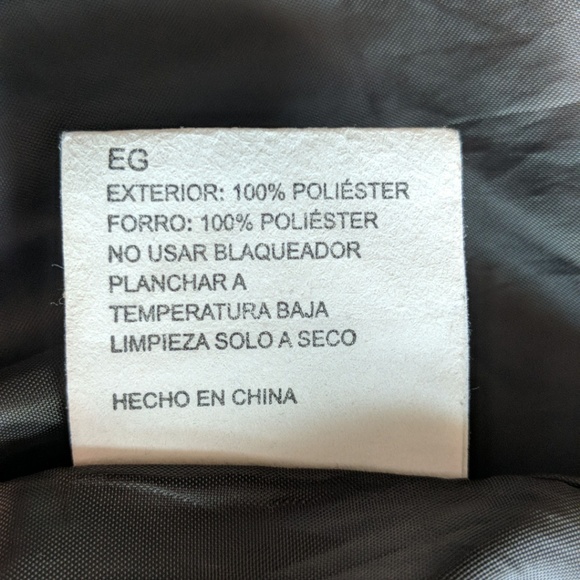 EG
EXTERIOR: 100% POLIÉSTER
FORRO: 100% POLIÉSTER
NO USAR BLAQUEADOR
PLANCHAR A
TEMPERATURA BAJA
LIMPIEZA SOLO A SECO
HECHO EN CHINA